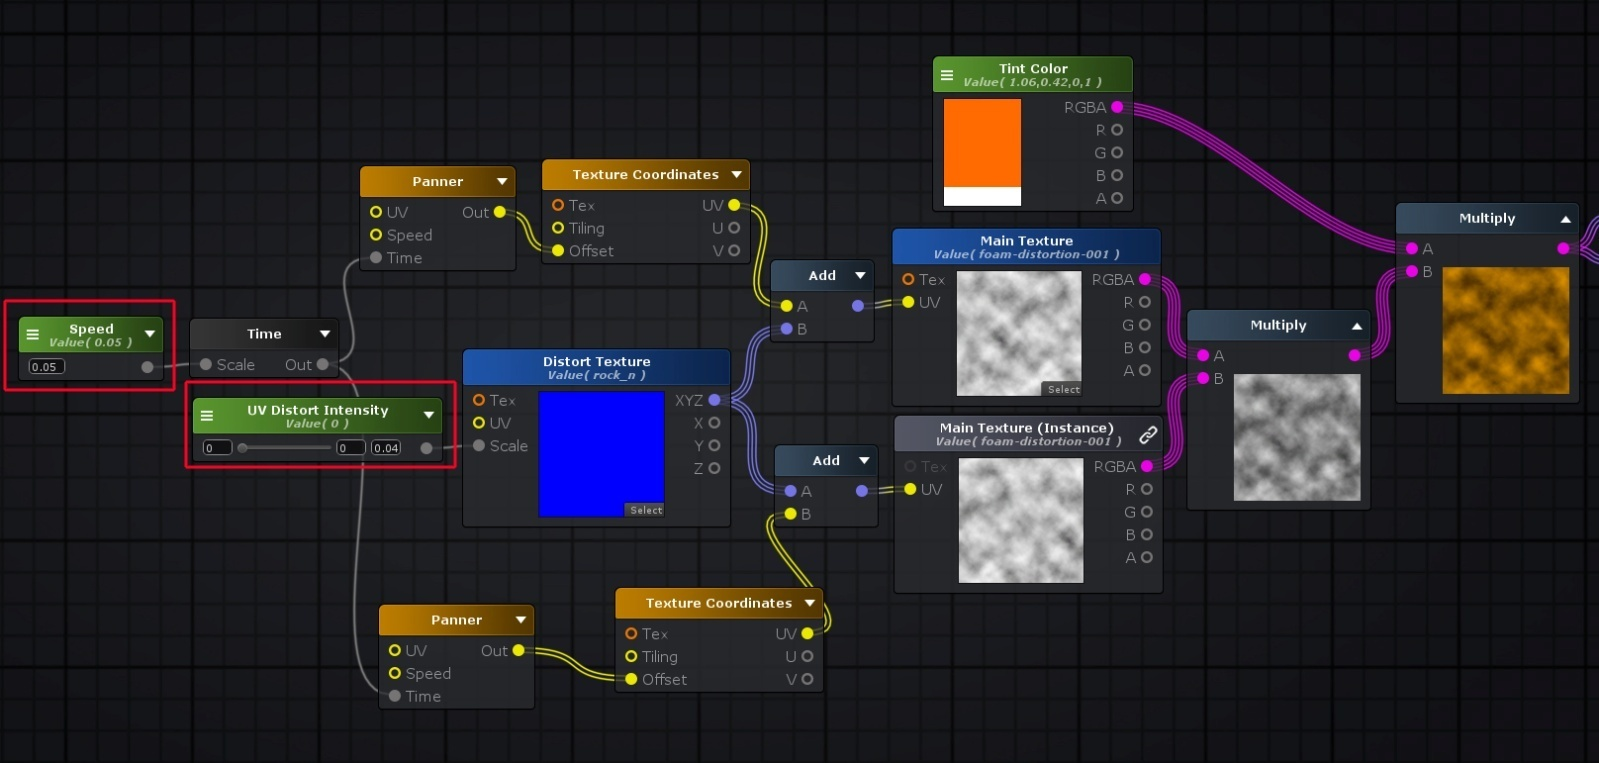 Tint Color
Value( 1.06,0.42,0,1 )
RGBA
R
G
B
A
Panner
UV Out
Speed
Time
Texture Coordinates
Tex UV
Tiling U
Offset V
Multiply
A
B
Add
A
B
Main Texture
Value( foam-distortion-001 )
Tex RGBA
UV R
G
B
A
Select
Speed
Value( 0.05 )
0.05
Time
Scale Out
Multiply
A
B
Distort Texture
Value( rock_n )
Tex XYZ
UV X
Scale Y
Z
Select
UV Distort Intensity
Value( 0 )
0 0 0.04
Main Texture (Instance)
Value( foam-distortion-001 )
Tex RGBA
UV R
G
B
A
Add
A
B
Panner
UV Out
Speed
Time
Texture Coordinates
Tex UV
Tiling U
Offset V